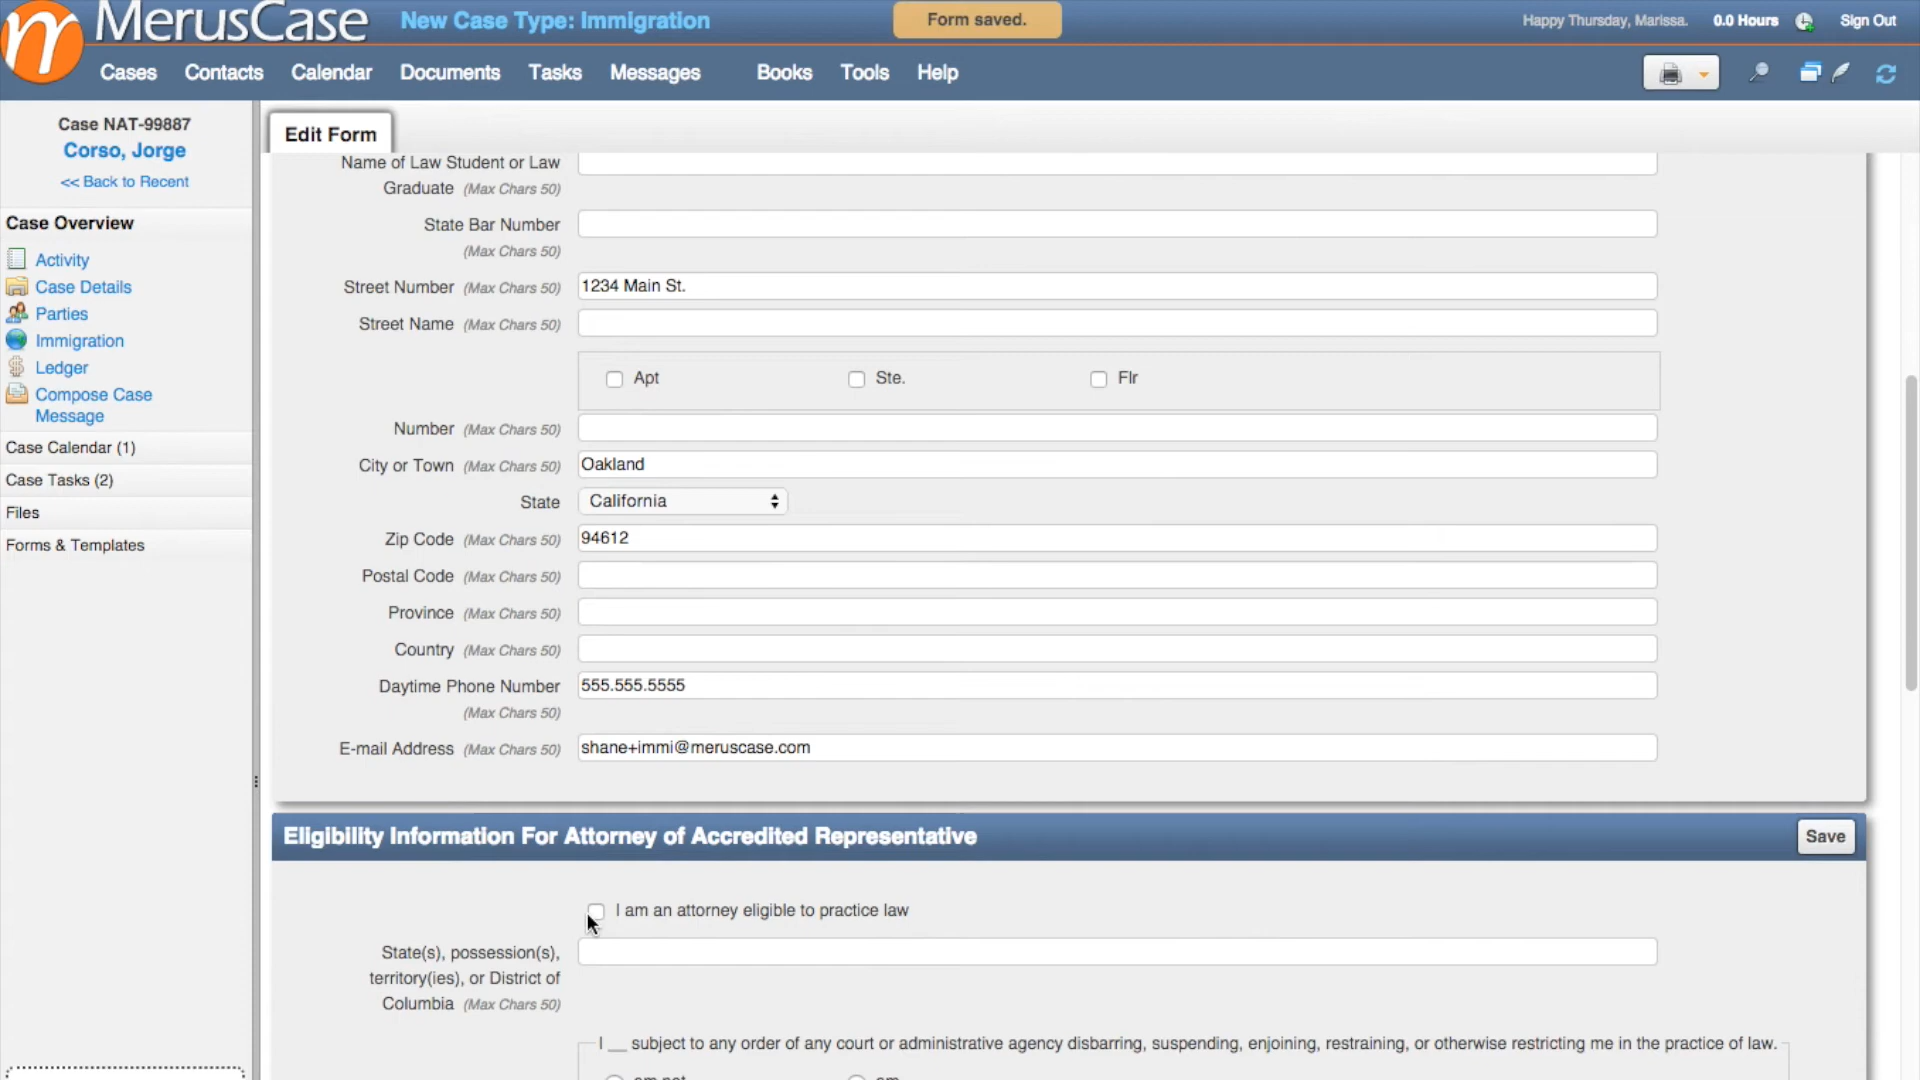 MerusCase
New Case Type: Immigration
Form saved.
Happy Thursday, Marissa.
0.0 Hours
Sign Out
Cases Contacts Calendar Documents Tasks Messages Books Tools Help
Case NAT-99887
Corso, Jorge
<< Back to Recent
Case Overview
Activity
Case Details
Parties
Immigration
Ledger
Compose Case
Message
Case Calendar (1)
Case Tasks (2)
Files
Forms & Templates
Edit Form
Name of Law Student or Law
Graduate (Max Chars 50)
State Bar Number
(Max Chars 50)
Street Number (Max Chars 50) 1234 Main St.
Street Name (Max Chars 50)
Apt Ste. Flr
Number (Max Chars 50)
City or Town (Max Chars 50) Oakland
State California
Zip Code (Max Chars 50) 94612
Postal Code (Max Chars 50)
Province (Max Chars 50)
Country (Max Chars 50)
Daytime Phone Number 555.555.5555
(Max Chars 50)
E-mail Address (Max Chars 50) shane+immi@meruscase.com
Eligibility Information For Attorney of Accredited Representative
Save
I am an attorney eligible to practice law
State(s), possession(s),
territory(ies), or District of
Columbia (Max Chars 50)
I __ subject to any order of any court or administrative agency disbarring, suspending, enjoining, restraining, or otherwise restricting me in the practice of law.